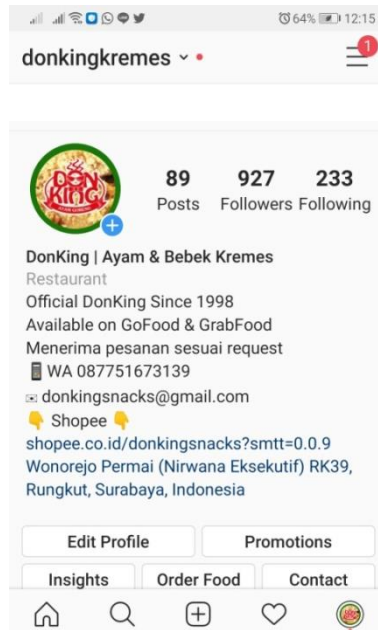 64% 12:15
donkingkremes
1
DON KING
89 927 233
Posts Followers Following
DonKing | Ayam & Bebek Kremes
Restaurant
Official DonKing Since 1998
Available on GoFood & GrabFood
Menerima pesanan sesuai request
📱 WA 087751673139
📧 donkingsnacks@gmail.com
👇 Shopee 👇
shopee.co.id/donkingsnacks?smtt=0.0.9
Wonorejo Permai (Nirwana Eksekutif) RK39,
Rungkut, Surabaya, Indonesia
Edit Profile Promotions
Insights Order Food Contact